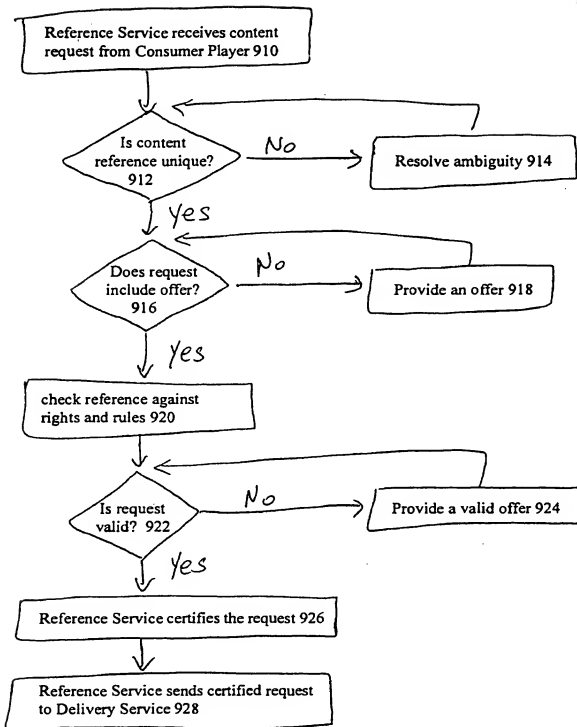 Reference Service receives content
request from Consumer Player 910
Is content
reference unique?
912
No
Resolve ambiguity 914
Yes
Does request
include offer?
916
No
Provide an offer 918
Yes
check reference against
rights and rules 920
Is request
valid? 922
No
Provide a valid offer 924
Yes
Reference Service certifies the request 926
Reference Service sends certified request
to Delivery Service 928